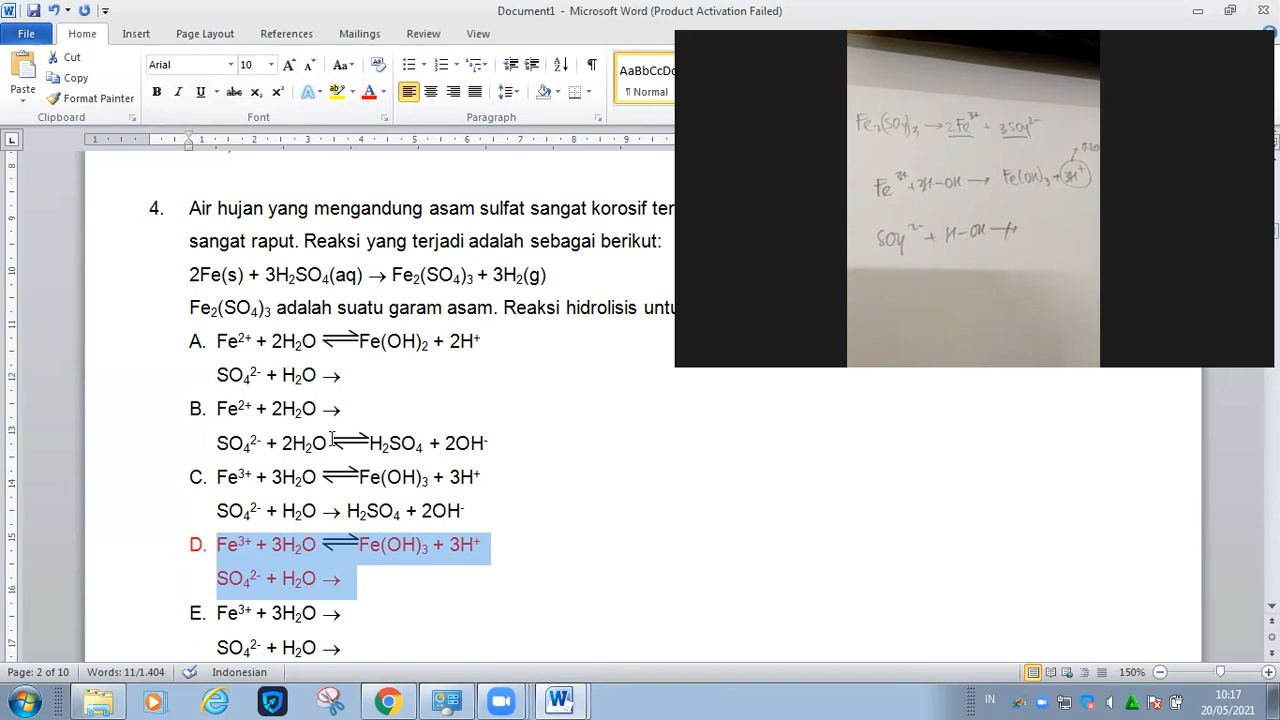 Document1 - Microsoft Word (Product Activation Failed)
File Home Insert Page Layout References Mailings Review View
Cut
Copy
Format Painter
Paste
Clipboard
Arial 10
Font
Paragraph
AaBbCcDc
¶ Normal
4. Air hujan yang mengandung asam sulfat sangat korosif
sangat raput. Reaksi yang terjadi adalah sebagai berikut:
2Fe(s) + 3H₂SO₄(aq) → Fe₂(SO₄)₃ + 3H₂(g)
Fe₂(SO₄)₃ adalah suatu garam asam. Reaksi hidrolisis
A. Fe²⁺ + 2H₂O ⇌ Fe(OH)₂ + 2H⁺
SO₄²⁻ + H₂O →
B. Fe²⁺ + 2H₂O →
SO₄²⁻ + 2H₂O ⇌ H₂SO₄ + 2OH⁻
C. Fe³⁺ + 3H₂O ⇌ Fe(OH)₃ + 3H⁺
SO₄²⁻ + H₂O → H₂SO₄ + 2OH⁻
D. Fe³⁺ + 3H₂O ⇌ Fe(OH)₃ + 3H⁺
SO₄²⁻ + H₂O →
E. Fe³⁺ + 3H₂O →
SO₄²⁻ + H₂O →
Fe₂(SO₄)₃ → 2Fe³⁺ + 3SO₄²⁻
Fe³⁺ + 3H-OH → Fe(OH)₃ + 3H⁺
SO₄²⁻ + H-OH ↛
Page: 2 of 10 Words: 11/1.404 Indonesian 150%
IN 10:17
20/05/2021